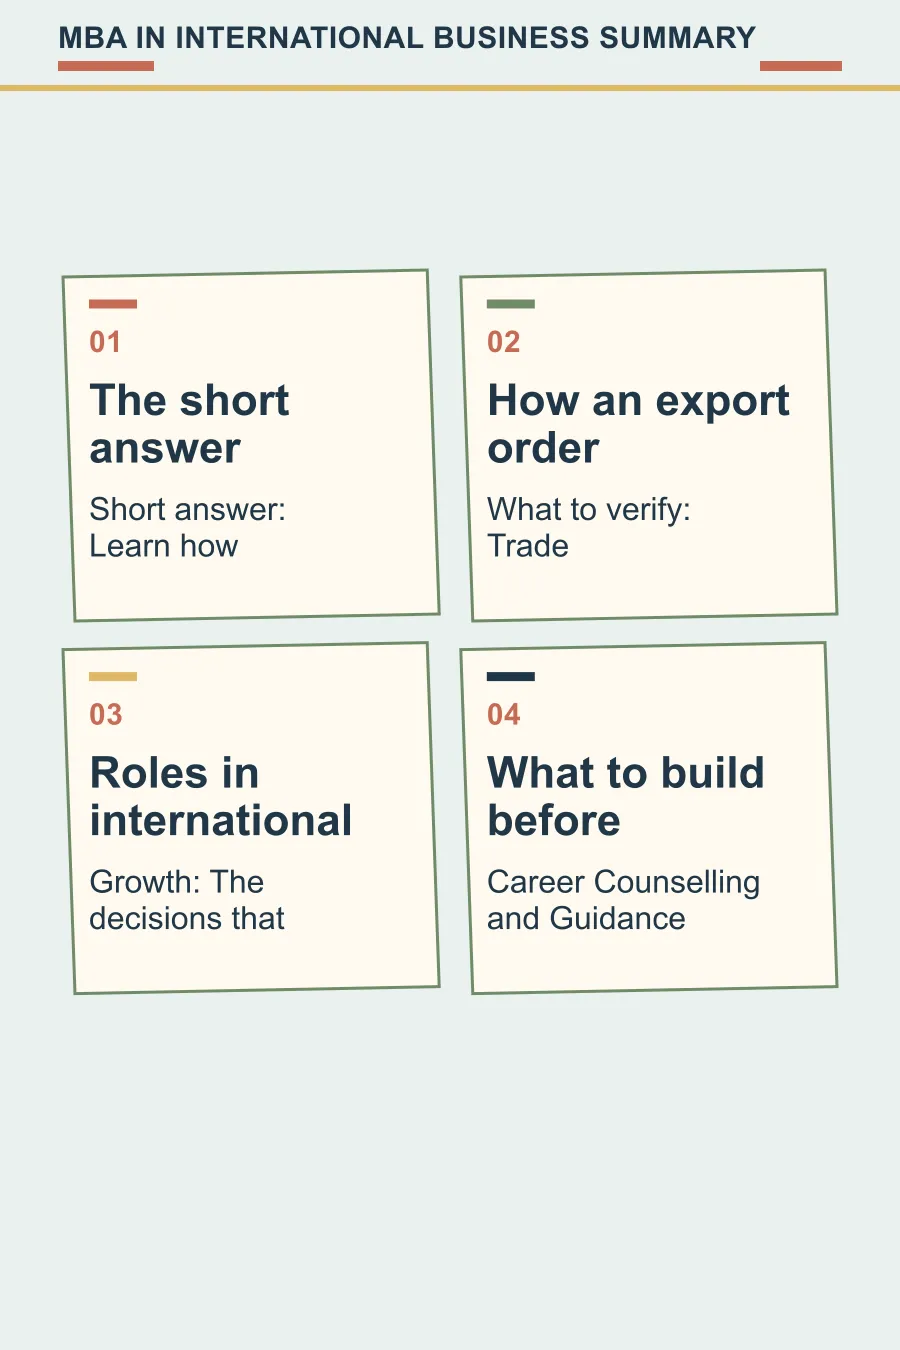 MBA IN INTERNATIONAL BUSINESS SUMMARY
01
The short
answer
Short answer:
Learn how
02
How an export
order
What to verify:
Trade
03
Roles in
international
Growth: The
decisions that
04
What to build
before
Career Counselling
and Guidance